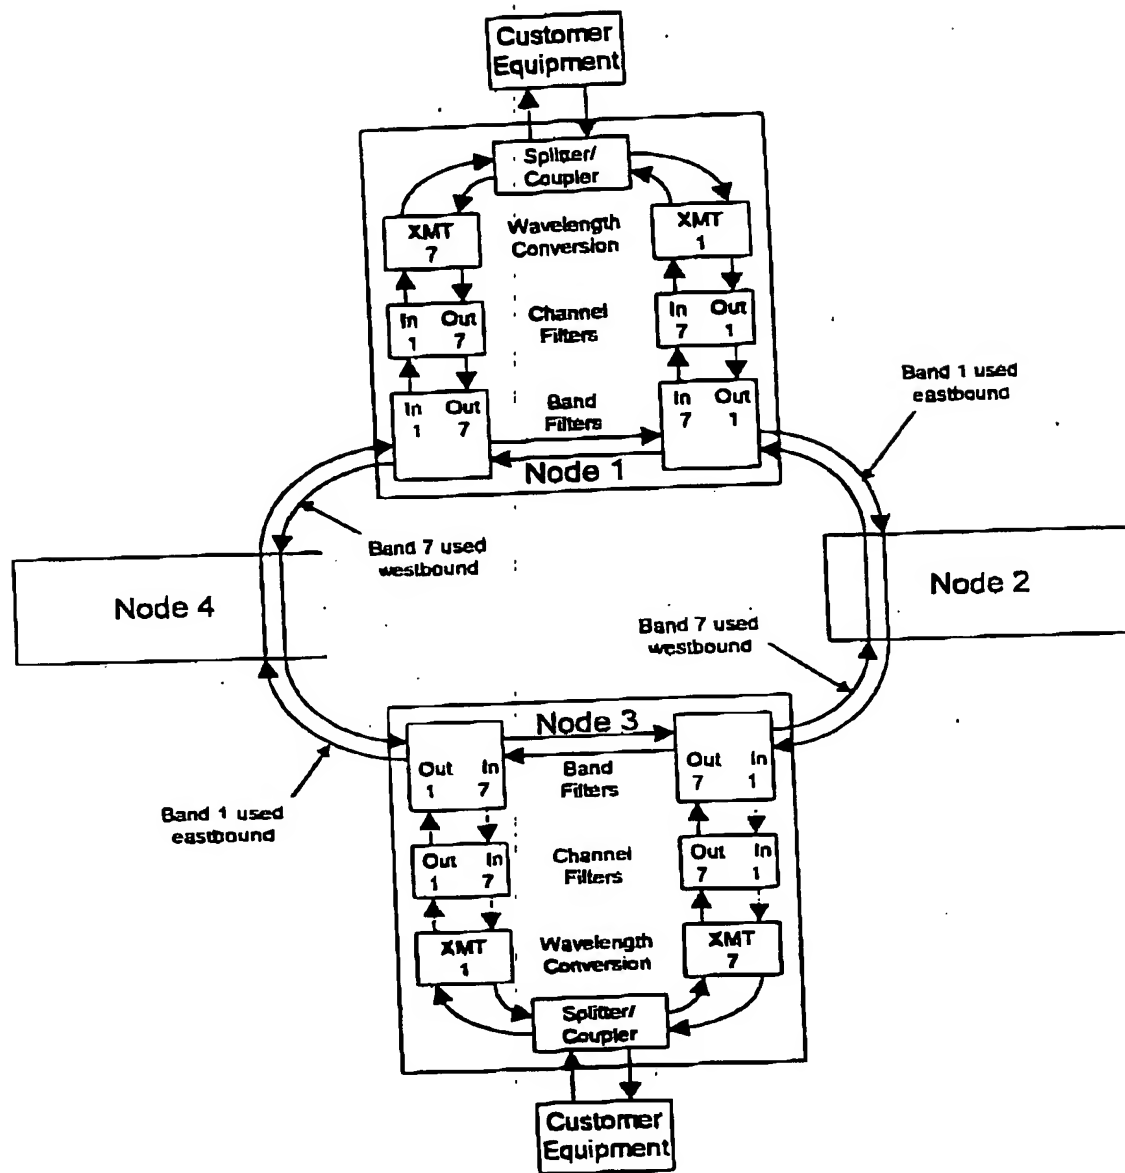 Customer
Equipment
Splitter/
Coupler
XMT
7
Wavelength
Conversion
XMT
1
In Out
1 7
Channel
Filters
In Out
7 1
In Out
1 7
Band
Filters
In Out
7 1
Node 1
Band 1 used
eastbound
Band 7 used
westbound
Node 4
Node 2
Band 7 used
westbound
Node 3
Out In
1 7
Band
Filters
Out In
7 1
Band 1 used
eastbound
Out In
1 7
Channel
Filters
Out In
7 1
XMT
1
Wavelength
Conversion
XMT
7
Splitter/
Coupler
Customer
Equipment